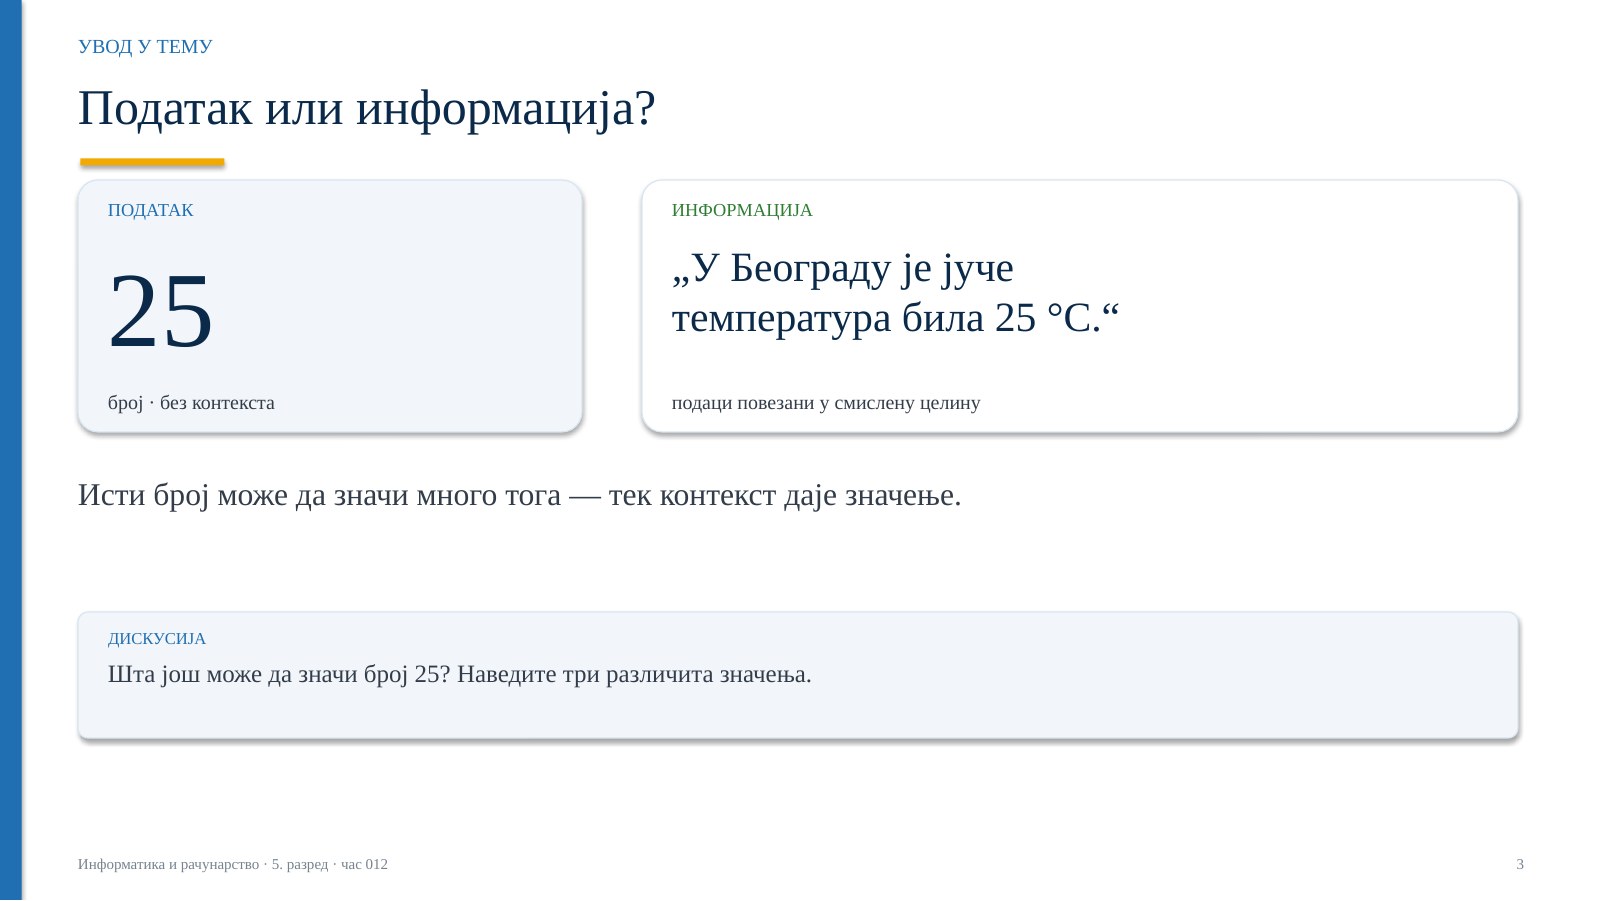 УВОД У ТЕМУ
Податак или информација?
ПОДАТАК
25
број · без контекста
ИНФОРМАЦИЈА
„У Београду је јуче
температура била 25 °C.“
подаци повезани у смислену целину
Исти број може да значи много тога — тек контекст даје значење.
ДИСКУСИЈА
Шта још може да значи број 25? Наведите три различита значења.
Информатика и рачунарство · 5. разред · час 012
3